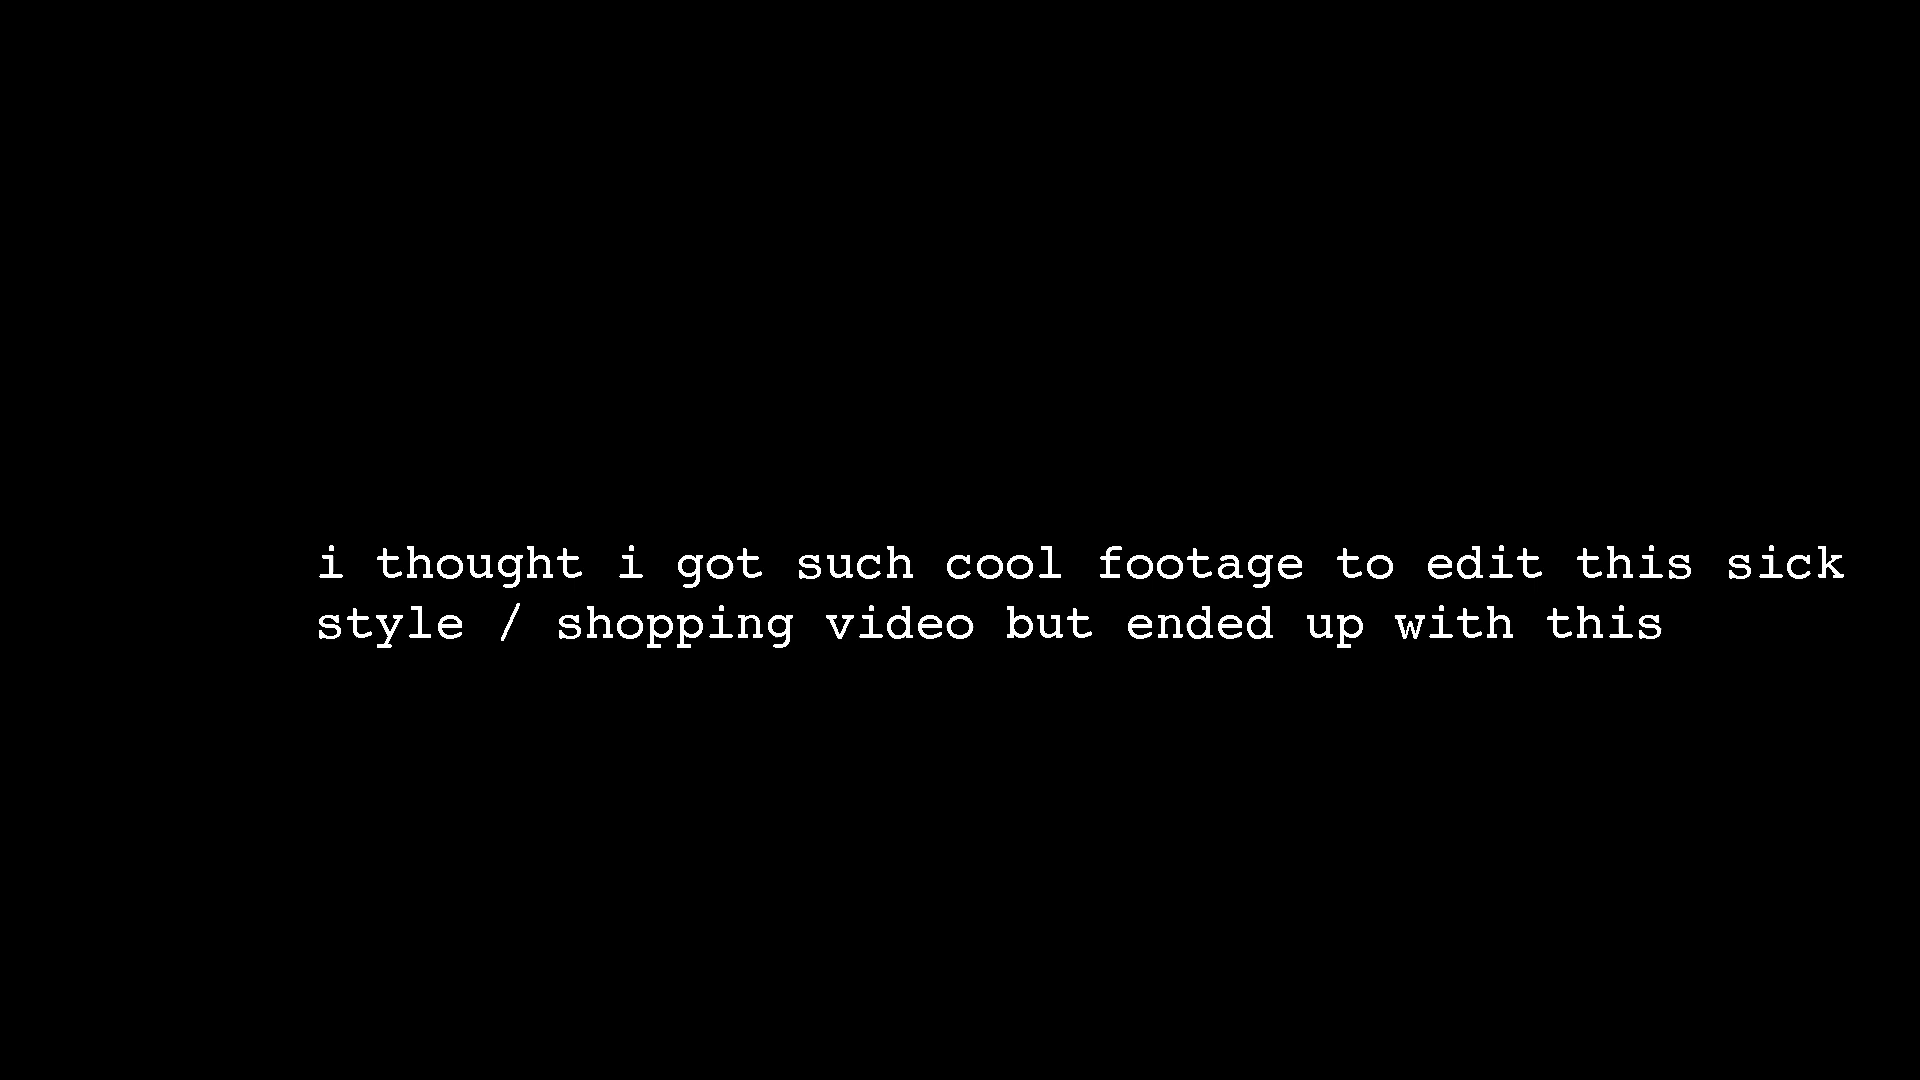 i thought i got such cool footage to edit this sick
style / shopping video but ended up with this